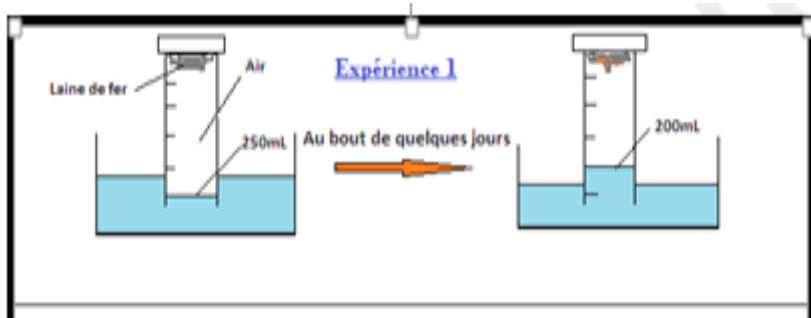 Expérience 1
Laine de fer
Air
250mL
Au bout de quelques jours
200mL